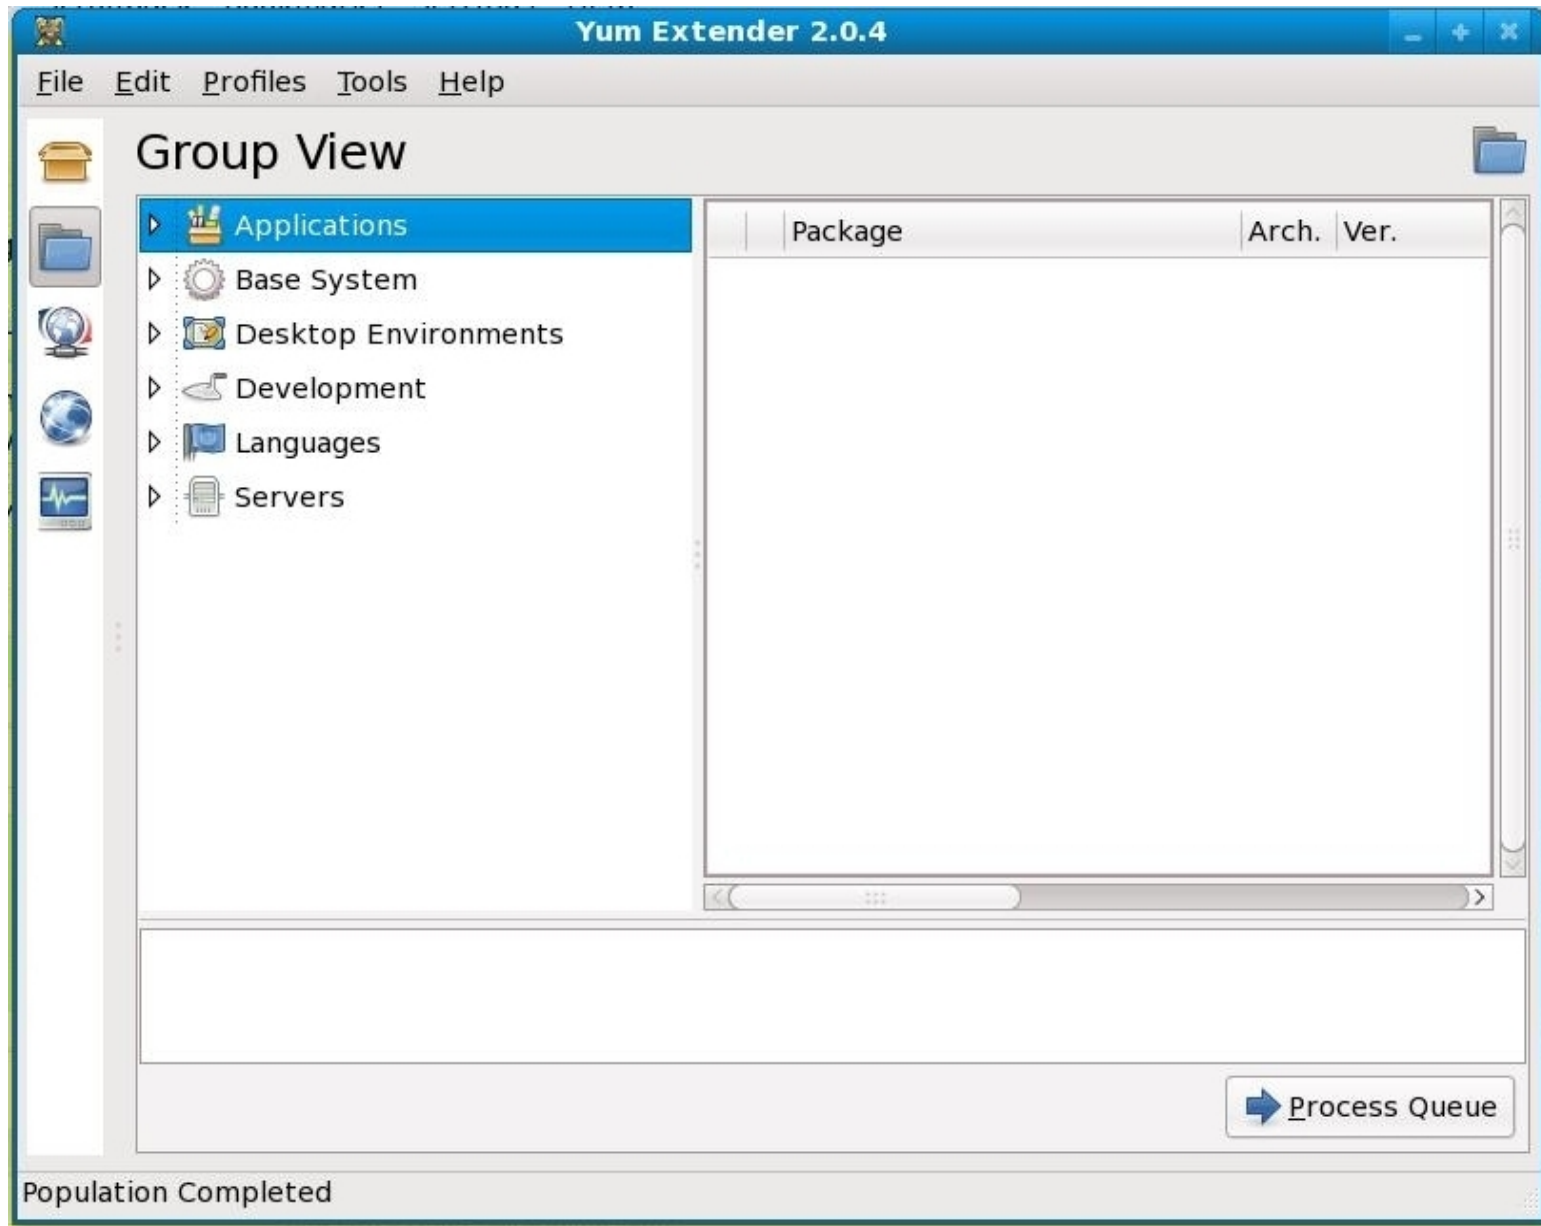 Yum Extender 2.0.4
File Edit Profiles Tools Help
Group View
Applications
Base System
Desktop Environments
Development
Languages
Servers
Package Arch. Ver.
Process Queue
Population Completed